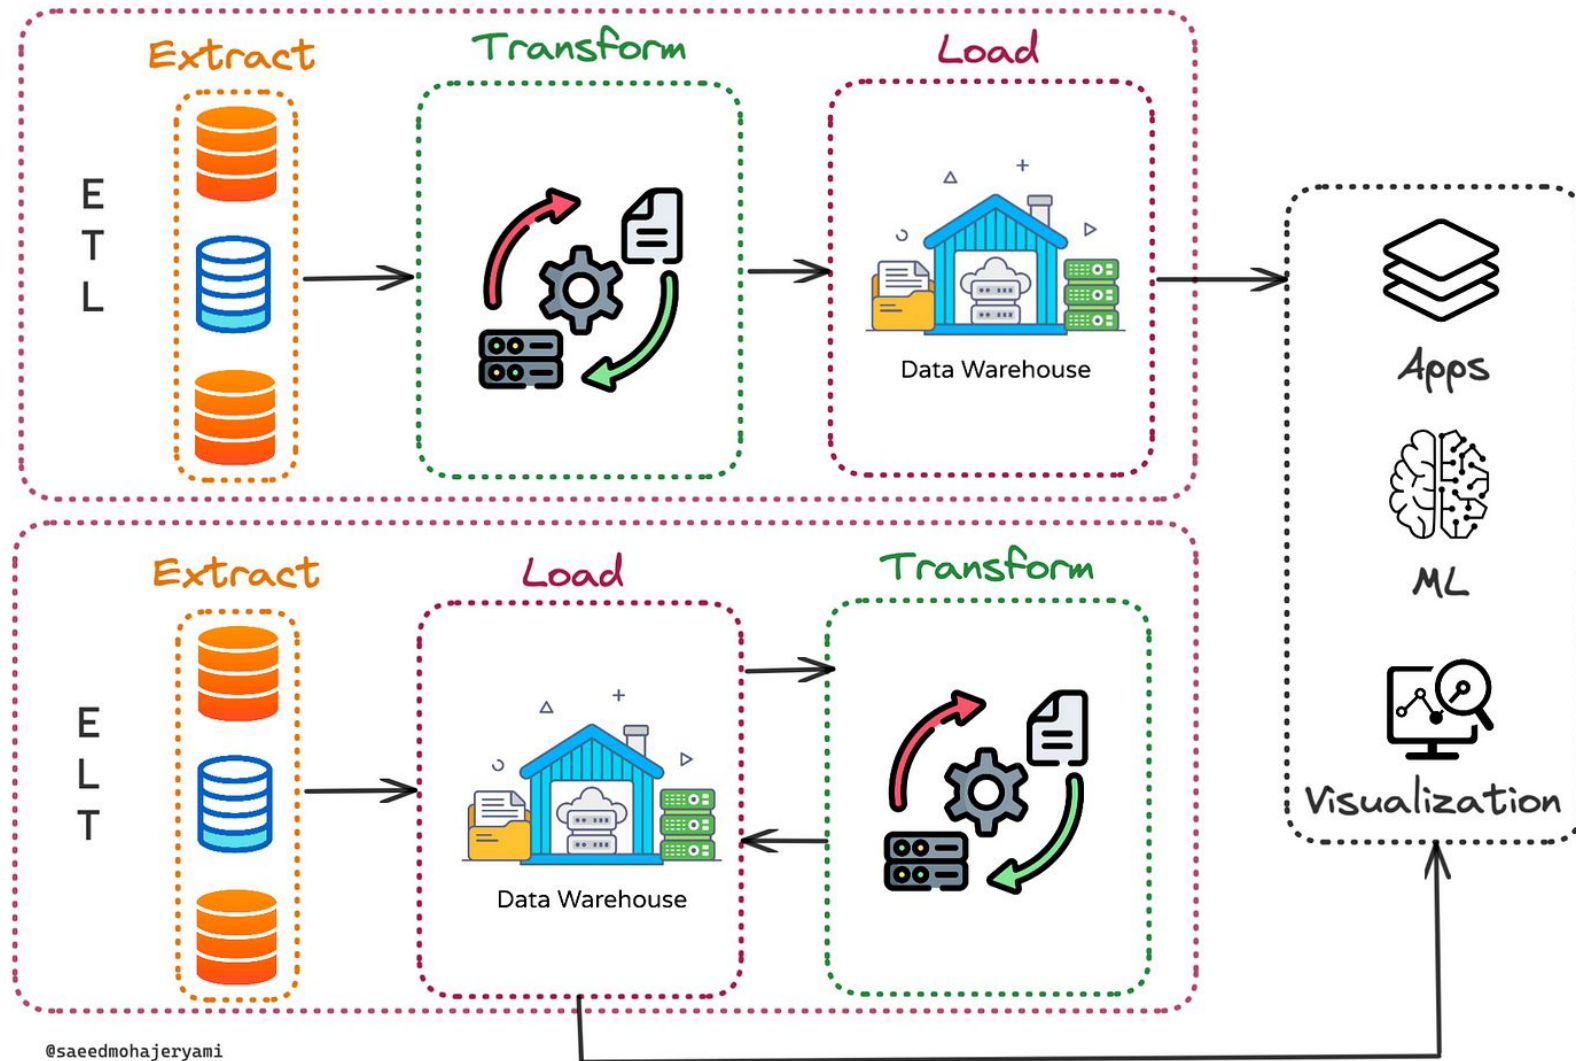 Extract
Transform
Load
E
T
L
Data Warehouse
Apps
ML
Visualization
Extract
Load
Transform
E
L
T
Data Warehouse
@saeedmohajeryami